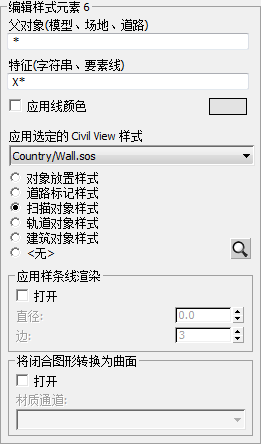 编辑样式元素 6
父对象(模型、场地、道路)
*
特征(字符串、要素线)
X*
应用线颜色
应用选定的 Civil View 样式
Country/Wall.sos
对象放置样式
道路标记样式
扫描对象样式
轨道对象样式
建筑对象样式
<无>
应用样条线渲染
打开
直径:
0.0
边:
3
将闭合图形转换为曲面
打开
材质通道: